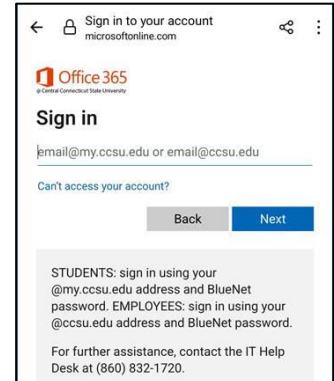 Sign in to your account
microsoftonline.com
Office 365
@ Central Connecticut State University
Sign in
email@my.ccsu.edu or email@ccsu.edu
Can't access your account?
Back Next
STUDENTS: sign in using your
@my.ccsu.edu address and BlueNet
password. EMPLOYEES: sign in using your
@ccsu.edu address and BlueNet password.
For further assistance, contact the IT Help
Desk at (860) 832-1720.